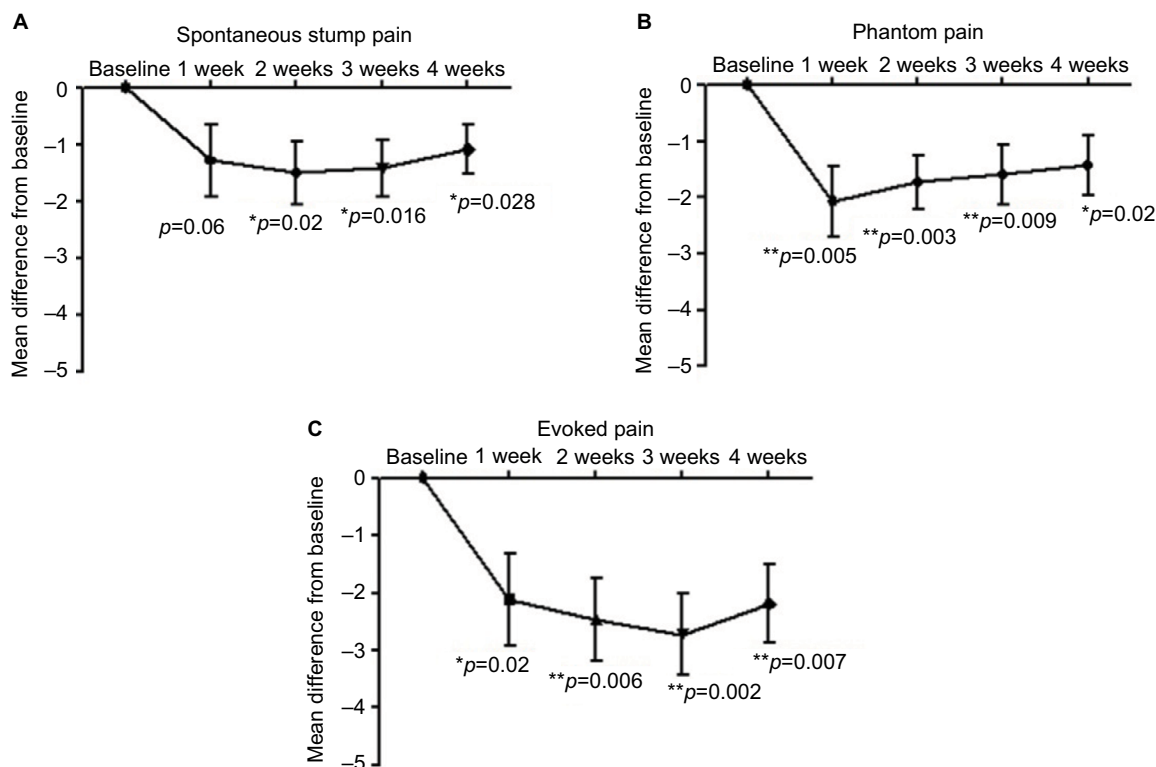 A
Spontaneous stump pain
Baseline 1 week 2 weeks 3 weeks 4 weeks
Mean difference from baseline
0
–1
–2
–3
–4
–5
p=0.06
*p=0.02
*p=0.016
*p=0.028
B
Phantom pain
Baseline 1 week 2 weeks 3 weeks 4 weeks
Mean difference from baseline
0
–1
–2
–3
–4
–5
**p=0.005
**p=0.003
**p=0.009
*p=0.02
C
Evoked pain
Baseline 1 week 2 weeks 3 weeks 4 weeks
Mean difference from baseline
0
–1
–2
–3
–4
–5
*p=0.02
**p=0.006
**p=0.002
**p=0.007